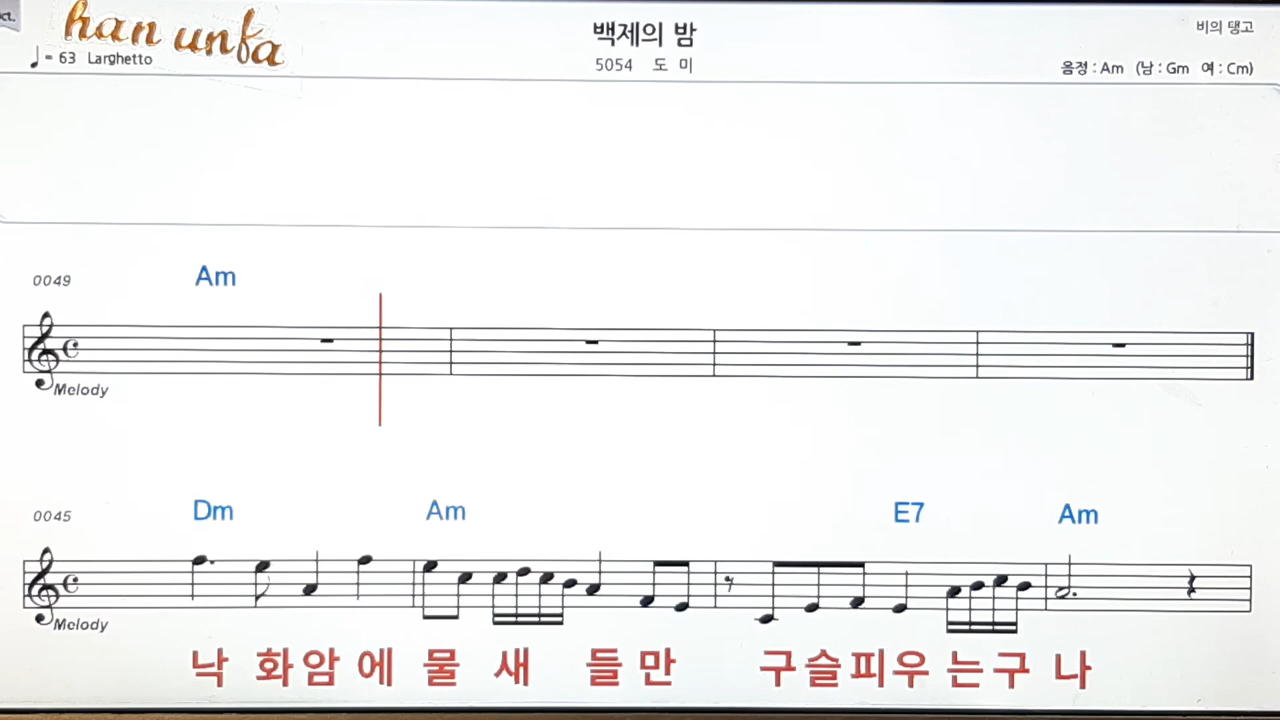 han unfa
♩= 63 Larghetto
백제의 밤
5054 도 미
비의 탱고
음정 : Am (남 : Gm 여 : Cm)
0049 Am
Melody
0045 Dm Am E7 Am
Melody
낙 화암 에 물 새 들 만 구슬피우 는구 나